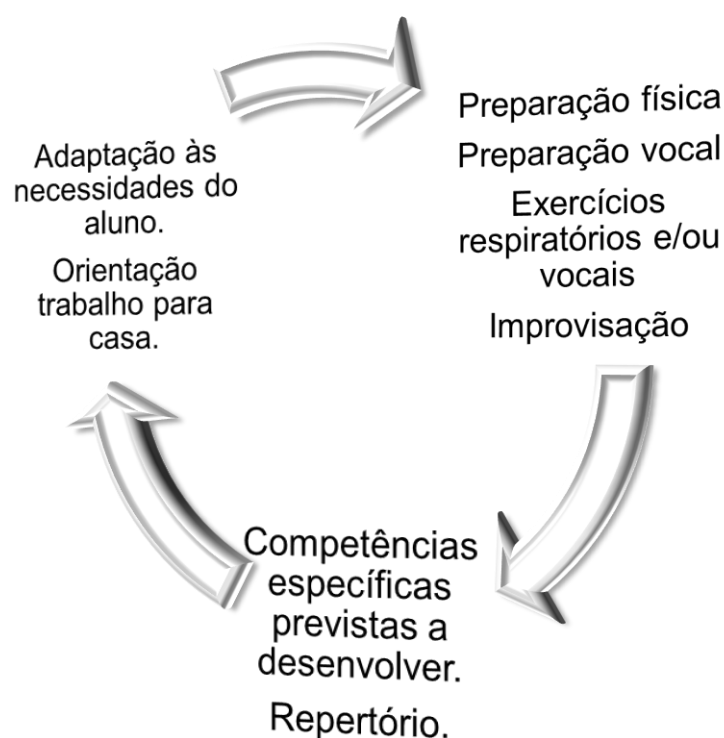 Preparação física
Preparação vocal
Exercícios
respiratórios e/ou
vocais
Improvisação
Competências
específicas
previstas a
desenvolver.
Repertório.
Adaptação às
necessidades do
aluno.
Orientação
trabalho para
casa.